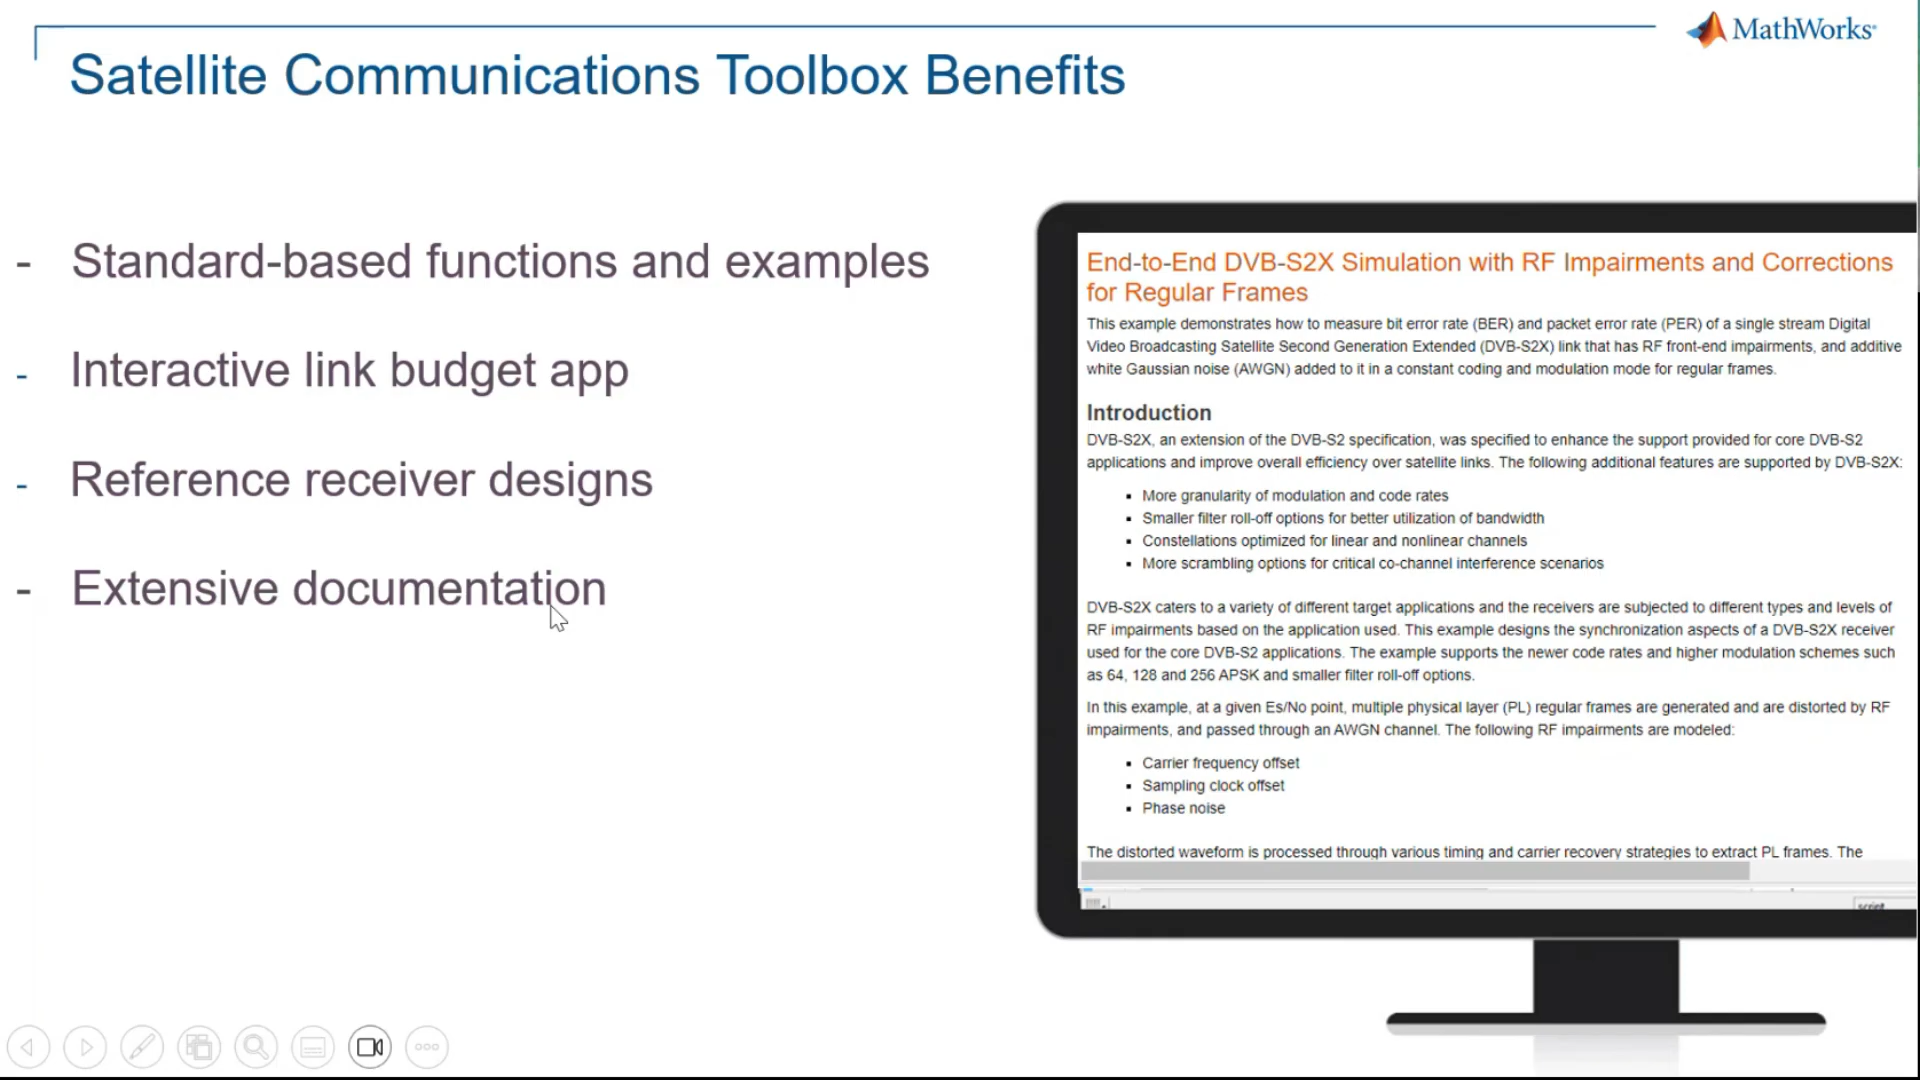 MathWorks®
Satellite Communications Toolbox Benefits
- Standard-based functions and examples
- Interactive link budget app
- Reference receiver designs
- Extensive documentation
End-to-End DVB-S2X Simulation with RF Impairments and Corrections
for Regular Frames
This example demonstrates how to measure bit error rate (BER) and packet error rate (PER) of a single stream Digital
Video Broadcasting Satellite Second Generation Extended (DVB-S2X) link that has RF front-end impairments, and additive
white Gaussian noise (AWGN) added to it in a constant coding and modulation mode for regular frames.
Introduction
DVB-S2X, an extension of the DVB-S2 specification, was specified to enhance the support provided for core DVB-S2
applications and improve overall efficiency over satellite links. The following additional features are supported by DVB-S2X:
▪ More granularity of modulation and code rates
▪ Smaller filter roll-off options for better utilization of bandwidth
▪ Constellations optimized for linear and nonlinear channels
▪ More scrambling options for critical co-channel interference scenarios
DVB-S2X caters to a variety of different target applications and the receivers are subjected to different types and levels of
RF impairments based on the application used. This example designs the synchronization aspects of a DVB-S2X receiver
used for the core DVB-S2 applications. The example supports the newer code rates and higher modulation schemes such
as 64, 128 and 256 APSK and smaller filter roll-off options.
In this example, at a given Es/No point, multiple physical layer (PL) regular frames are generated and are distorted by RF
impairments, and passed through an AWGN channel. The following RF impairments are modeled:
▪ Carrier frequency offset
▪ Sampling clock offset
▪ Phase noise
The distorted waveform is processed through various timing and carrier recovery strategies to extract PL frames. The
script